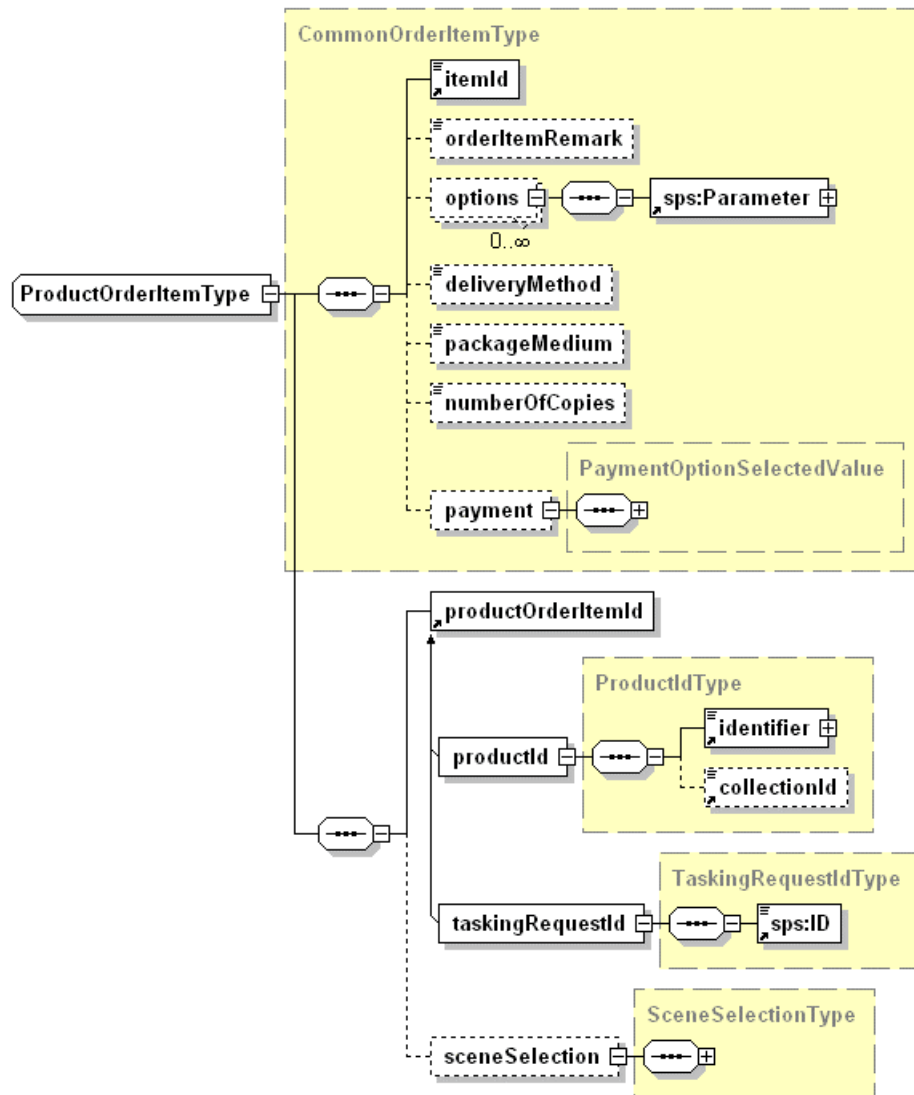 CommonOrderItemType
itemId
orderItemRemark
options
sps:Parameter
0..∞
ProductOrderItemType
deliveryMethod
packageMedium
numberOfCopies
PaymentOptionSelectedValue
payment
productOrderItemId
ProductIdType
identifier
productId
collectionId
TaskingRequestIdType
taskingRequestId
sps:ID
SceneSelectionType
sceneSelection